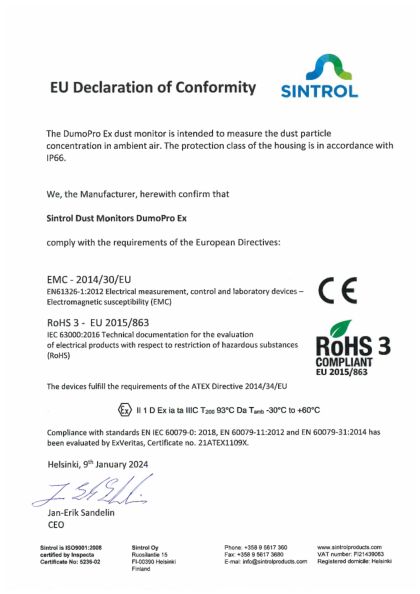 SINTROL
EU Declaration of Conformity
The DumoPro Ex dust monitor is intended to measure the dust particle
concentration in ambient air. The protection class of the housing is in accordance with
IP66.
We, the Manufacturer, herewith confirm that
Sintrol Dust Monitors DumoPro Ex
comply with the requirements of the European Directives:
EMC - 2014/30/EU
EN61326-1:2012 Electrical measurement, control and laboratory devices –
Electromagnetic susceptibility (EMC)
CE
RoHS 3 - EU 2015/863
IEC 63000:2016 Technical documentation for the evaluation
of electrical products with respect to restriction of hazardous substances
(RoHS)
RoHS 3
COMPLIANT
EU 2015/863
The devices fulfill the requirements of the ATEX Directive 2014/34/EU
Ex II 1 D Ex ia ta IIIC T200 93°C Da Tamb -30°C to +60°C
Compliance with standards EN IEC 60079-0: 2018, EN 60079-11:2012 and EN 60079-31:2014 has
been evaluated by ExVeritas, Certificate no. 21ATEX1109X.
Helsinki, 9th January 2024
Jan-Erik Sandelin
CEO
Sintrol is ISO9001:2008
certified by Inspecta
Certificate No: 5236-02
Sintrol Oy
Ruosilantie 15
FI-00390 Helsinki
Finland
Phone: +358 9 5617 360
Fax: +358 9 5617 3680
E-mail: info@sintrolproducts.com
www.sintrolproducts.com
VAT number: FI21439063
Registered domicile: Helsinki